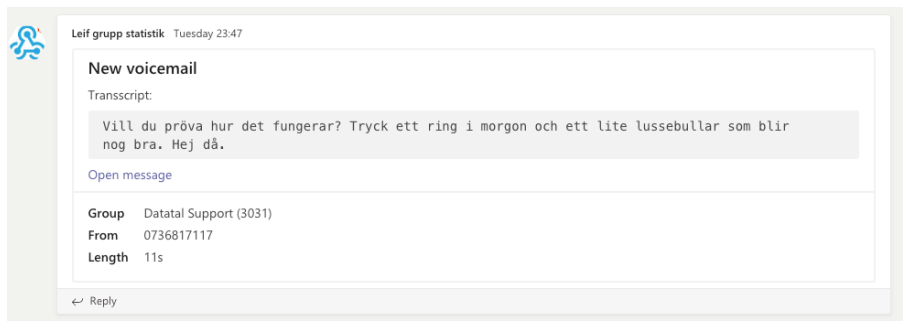 Leif grupp statistik Tuesday 23:47
New voicemail
Transscript:
Vill du pröva hur det fungerar? Tryck ett ring i morgon och ett lite lussebullar som blir
nog bra. Hej då.
Open message
Group Datatal Support (3031)
From 0736817117
Length 11s
Reply